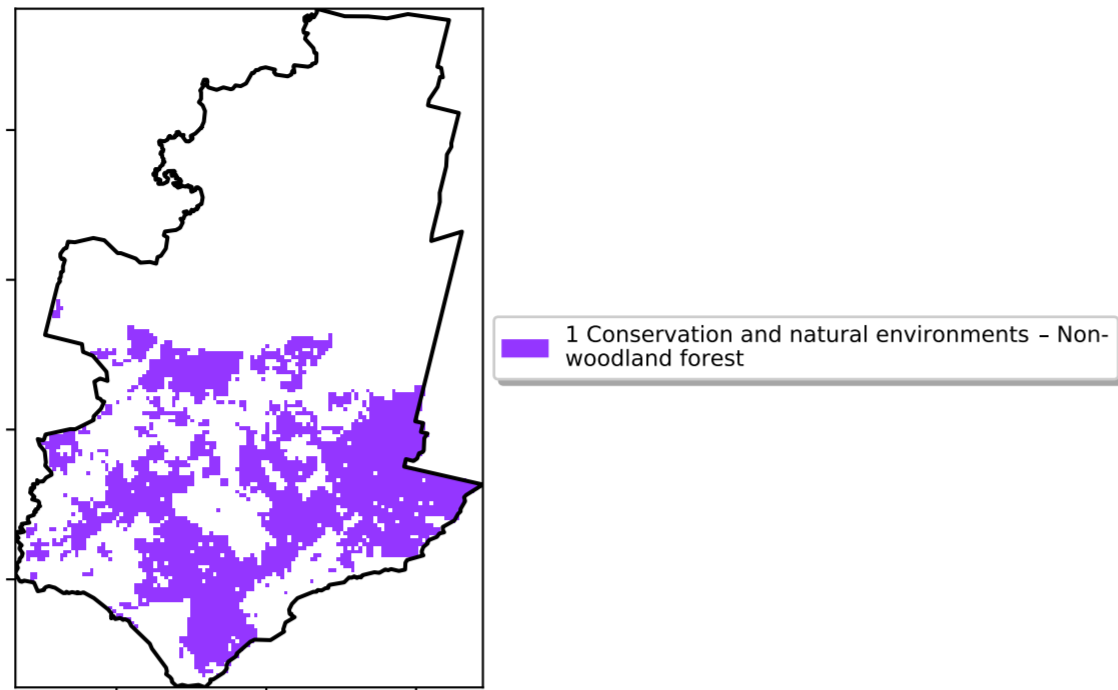 1 Conservation and natural environments – Non-
woodland forest